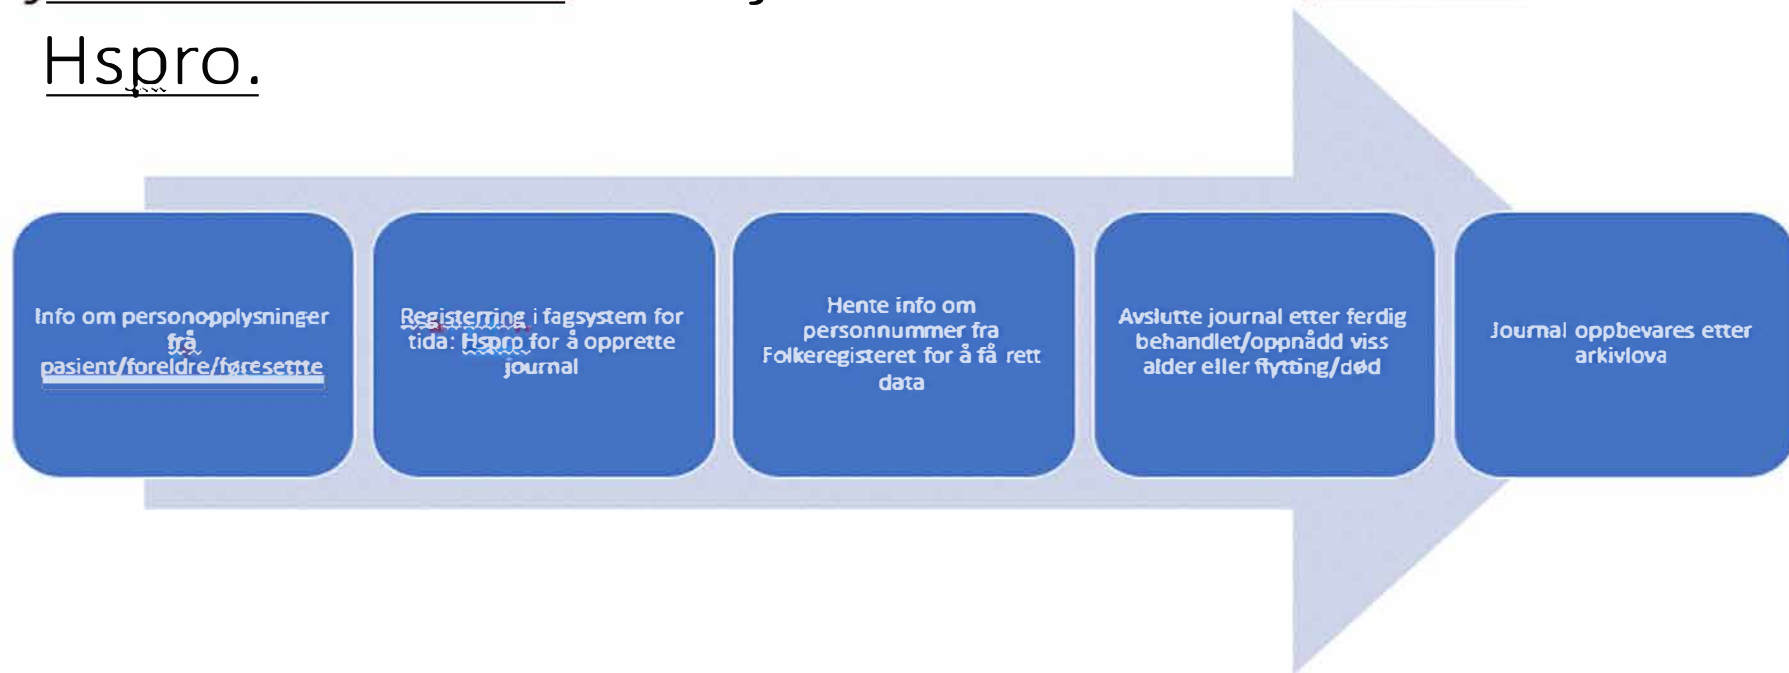 Hspro.
Info om personopplysninger
frå
pasient/foreldre/føresettte
Registerring i fagsystem for
tida: Hspro for å opprette
journal
Hente info om
personnummer fra
Folkeregisteret for å få rett
data
Avslutte journal etter ferdig
behandlet/oppnådd viss
alder eller flytting/død
Journal oppbevares etter
arkivlova